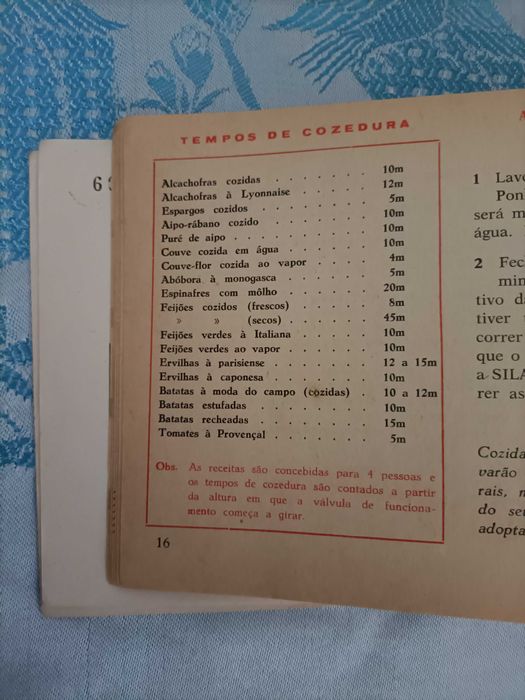 TEMPOS DE COZEDURA
Alcachofras cozidas . . . . . . . 10m
Alcachofras à Lyonnaise . . . . . 12m
Espargos cozidos . . . . . . . . 5m
Aipo-rábano cozido . . . . . . . 10m
Puré de aipo . . . . . . . . . 10m
Couve cozida em água . . . . . . 10m
Couve-flor cozida ao vapor . . . . 4m
Abóbora à monogasca . . . . . . 5m
Espinafres com môlho . . . . . . 20m
Feijões cozidos (frescos) . . . . . 8m
» » (secos) . . . . . . 45m
Feijões verdes à Italiana . . . . . 10m
Feijões verdes ao vapor . . . . . 10m
Ervilhas à parisiense . . . . . . 12 a 15m
Ervilhas à caponesa . . . . . . 10m
Batatas à moda do campo (cozidas) . 10 a 12m
Batatas estufadas . . . . . . . 10m
Batatas recheadas . . . . . . . 15m
Tomates à Provençal . . . . . . 5m
Obs. As receitas são concebidas para 4 pessoas e
os tempos de cozedura são contados a partir
da altura em que a válvula de funciona-
mento começa a girar.
16
6
A
1 Lav
Pon
será m
água.
2 Fec
min
tivo d
tiver
correr
que o
a SILA
rer as
Cozida
varão
rais, n
do se
adopta